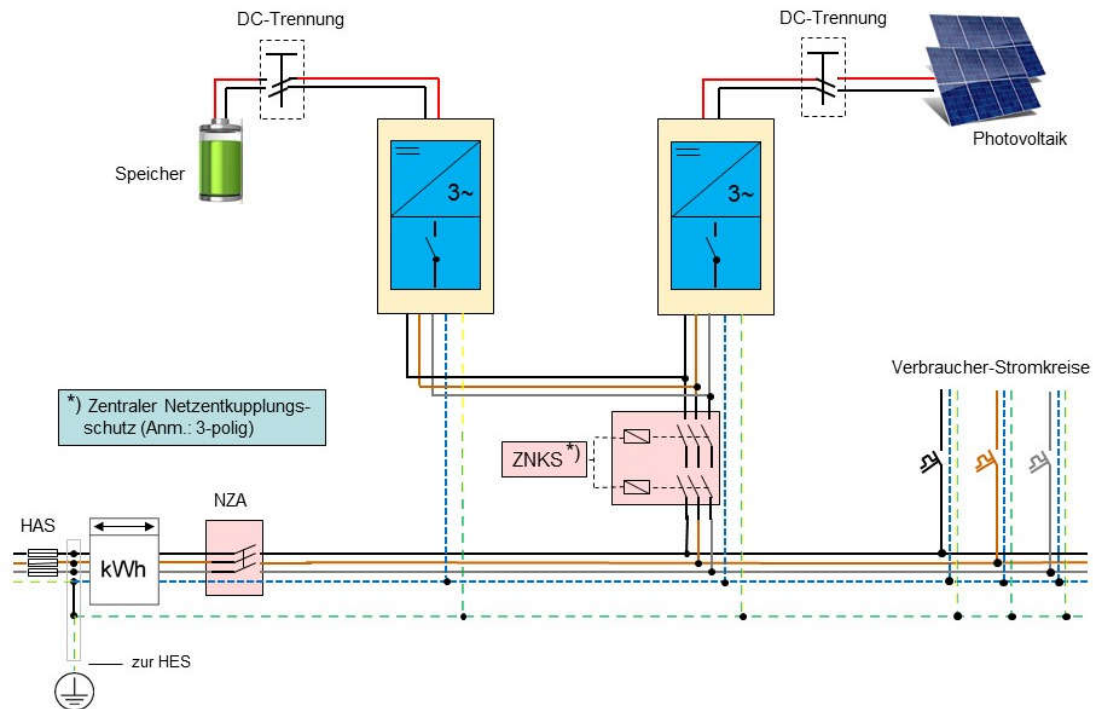 DC-Trennung
DC-Trennung
Speicher
Photovoltaik
3~
3~
Verbraucher-Stromkreise
*) Zentraler Netzentkupplungs-
schutz (Anm.: 3-polig)
ZNKS *)
HAS
NZA
kWh
zur HES